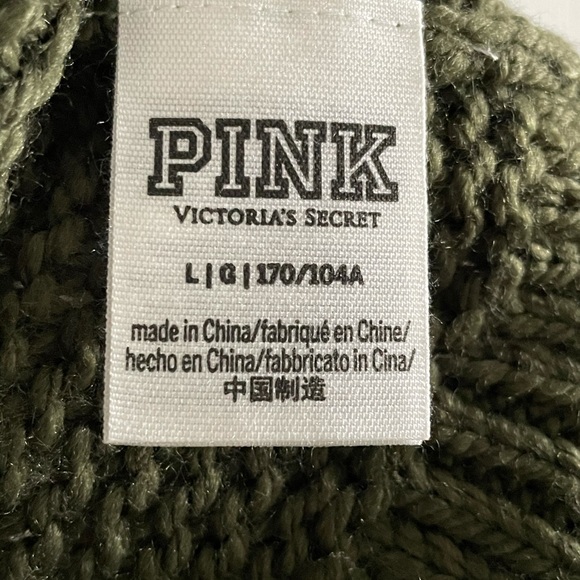 PINK
VICTORIA'S SECRET
L|G|170/104A
made in China/fabriqué en Chine/
hecho en China/fabbricato in Cina/
中国制造